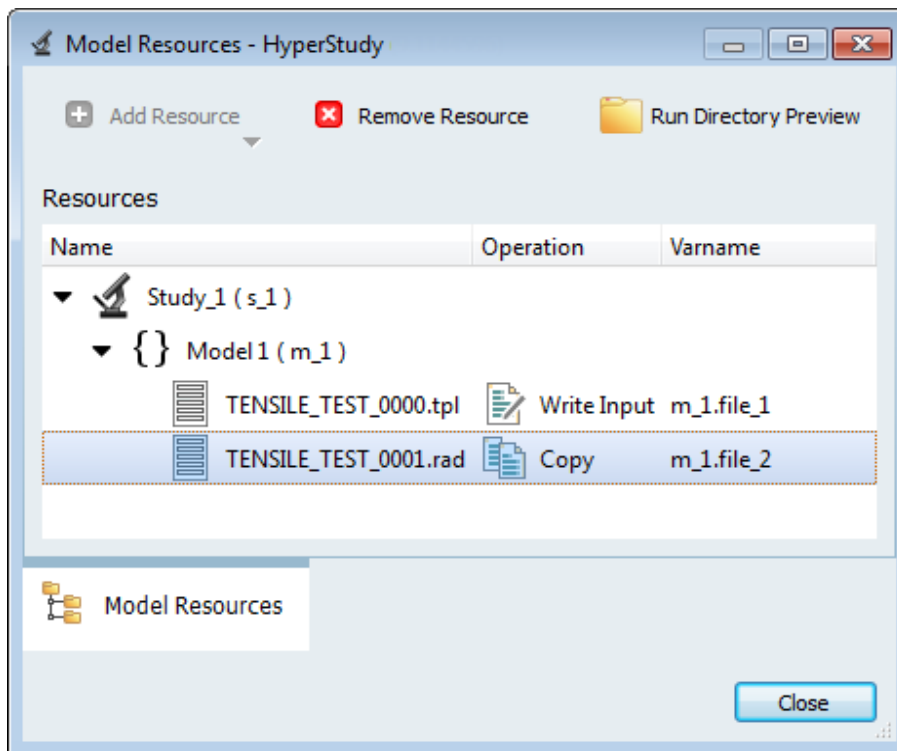 Model Resources - HyperStudy
Add Resource Remove Resource Run Directory Preview
Resources
Name Operation Varname
Study_1 ( s_1 )
{ } Model 1 ( m_1 )
TENSILE_TEST_0000.tpl Write Input m_1.file_1
TENSILE_TEST_0001.rad Copy m_1.file_2
Model Resources
Close